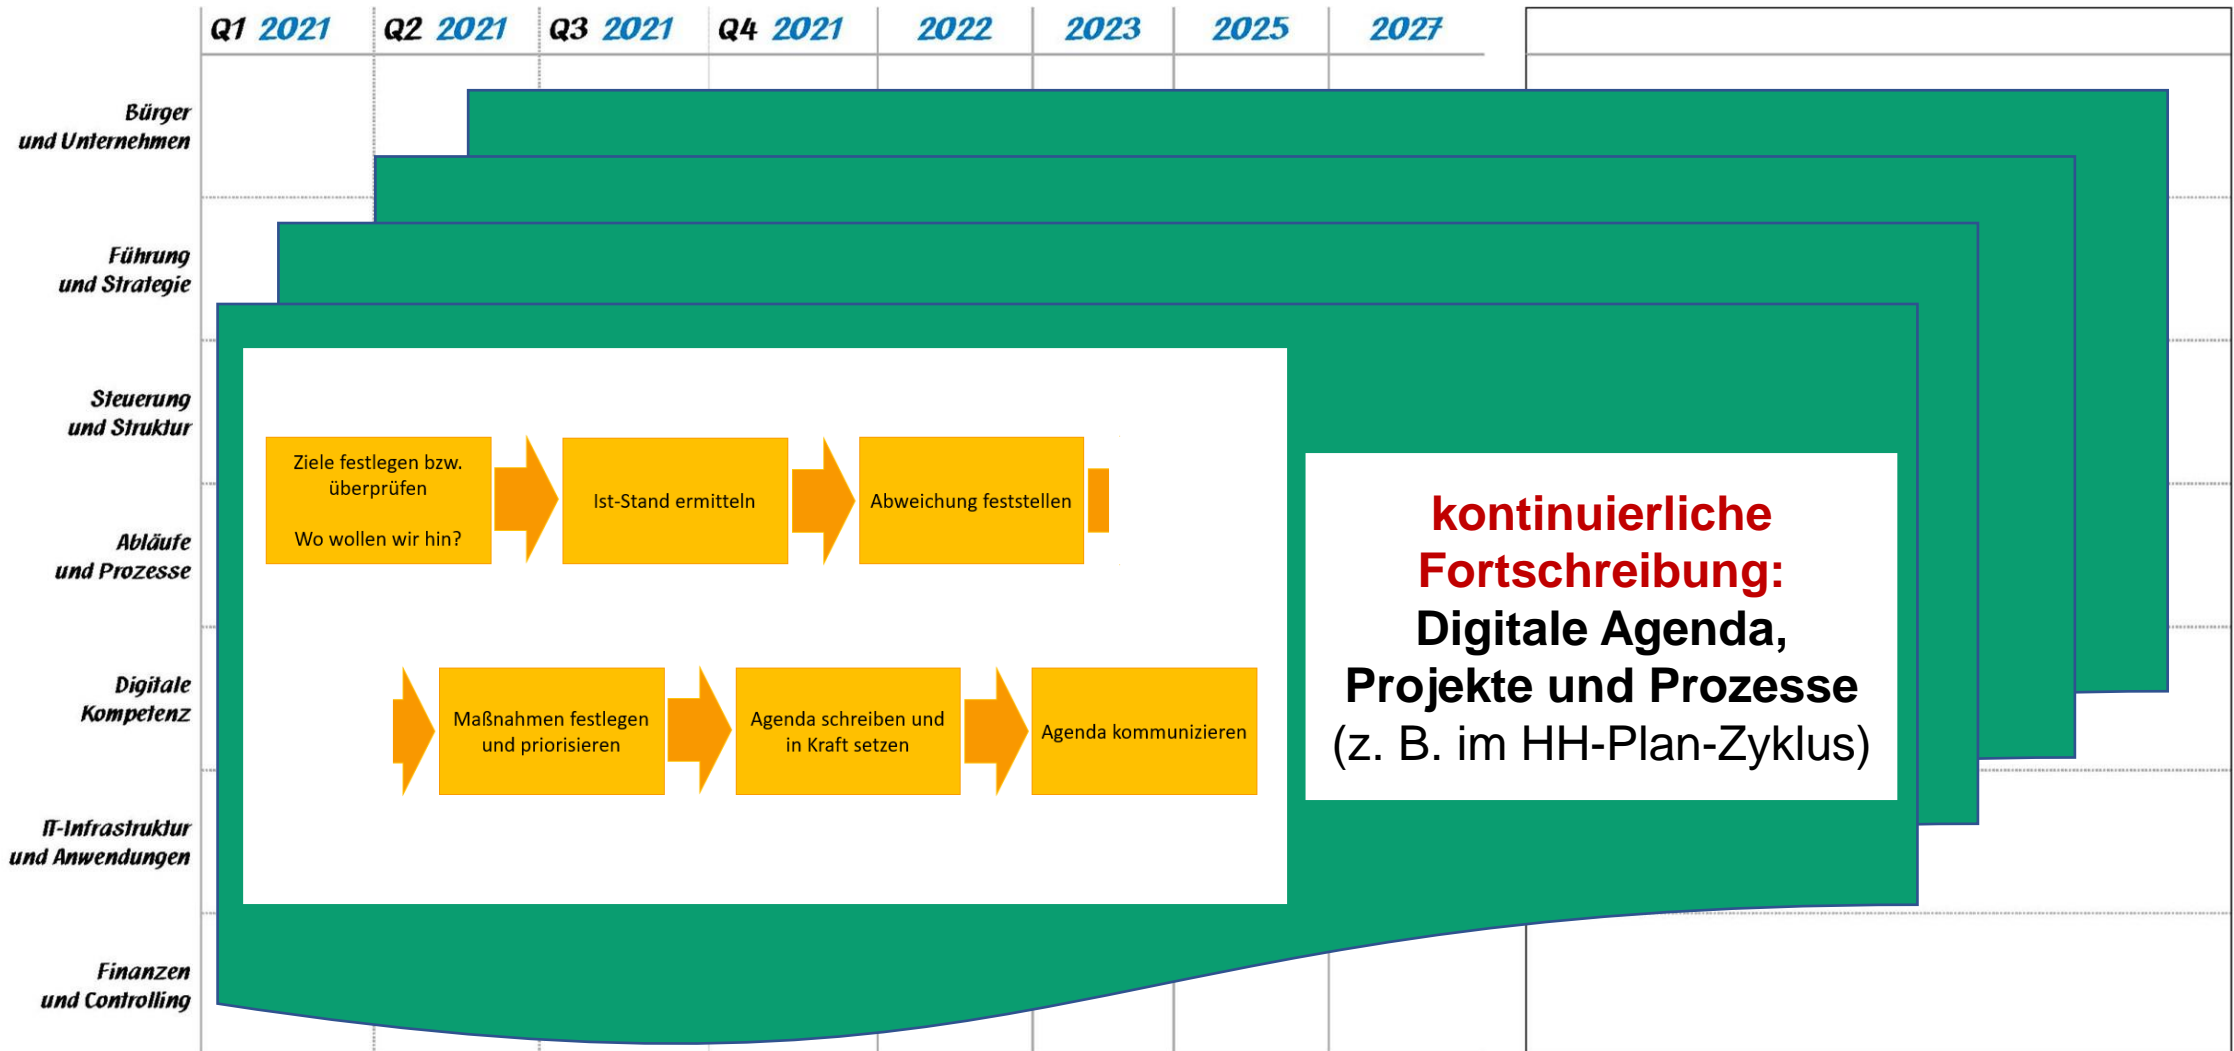 Q1 2021 Q2 2021 Q3 2021 Q4 2021 2022 2023 2025 2027
Bürger
und Unternehmen
Führung
und Strategie
Steuerung
und Struktur
Abläufe
und Prozesse
Digitale
Kompetenz
IT-Infrastruktur
und Anwendungen
Finanzen
und Controlling
Ziele festlegen bzw.
überprüfen
Wo wollen wir hin?
Ist-Stand ermitteln
Abweichung feststellen
Maßnahmen festlegen
und priorisieren
Agenda schreiben und
in Kraft setzen
Agenda kommunizieren
kontinuierliche
Fortschreibung:
Digitale Agenda,
Projekte und Prozesse
(z. B. im HH-Plan-Zyklus)